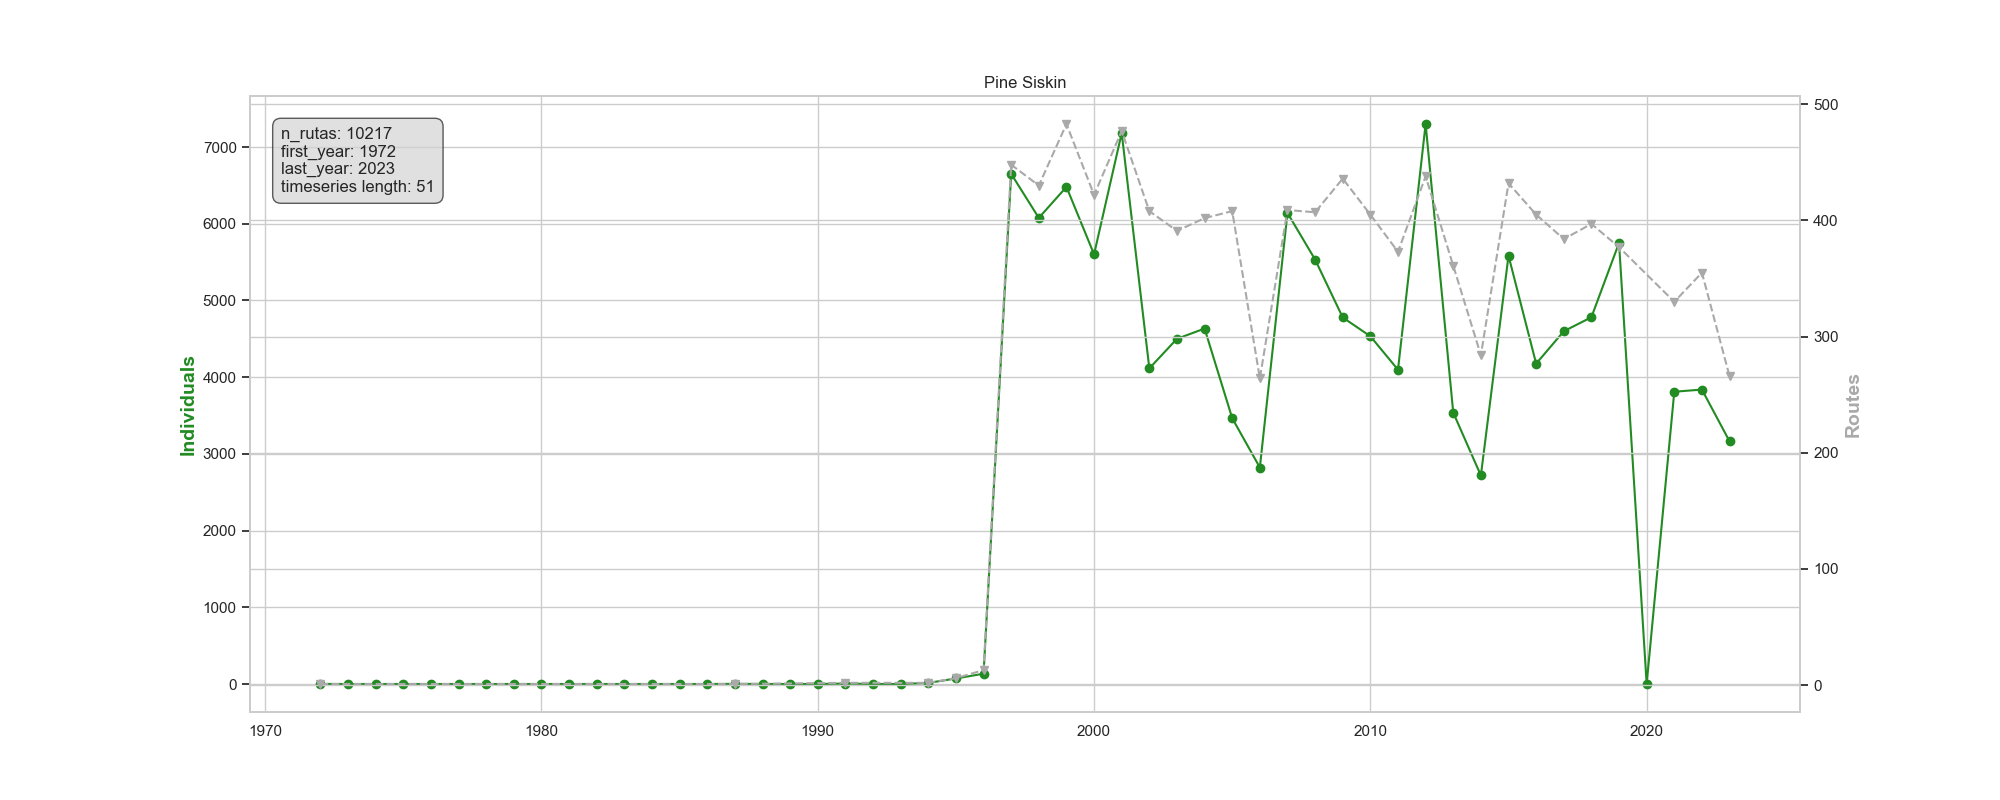 Pine Siskin
n_rutas: 10217
first_year: 1972
last_year: 2023
timeseries length: 51
Individuals
7000
6000
5000
4000
3000
2000
1000
0
Routes
500
400
300
200
100
0
1970 1980 1990 2000 2010 2020